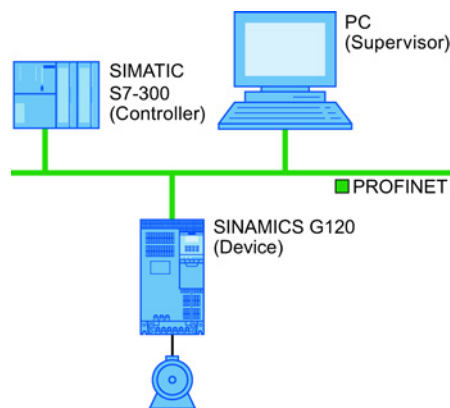 SIMATIC
S7-300
(Controller)
PC
(Supervisor)
PROFINET
SINAMICS G120
(Device)